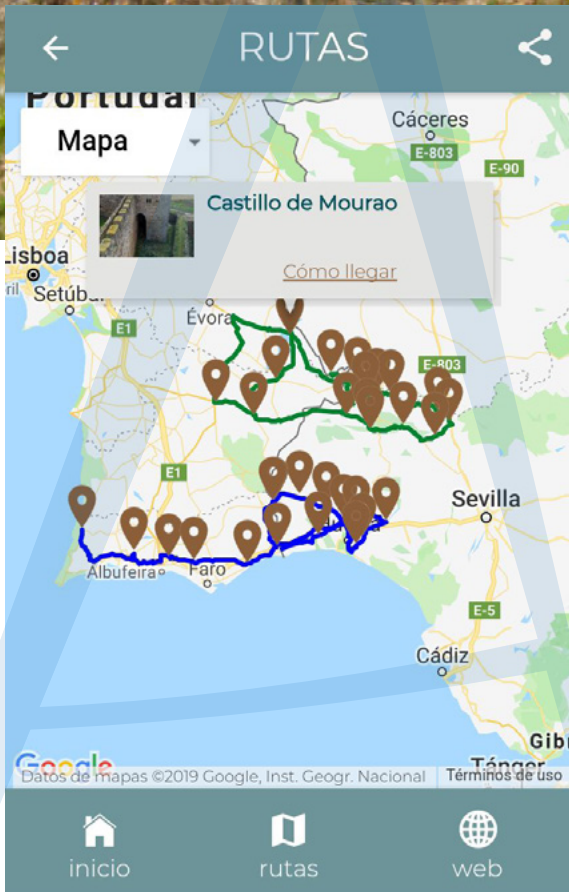 RUTAS
Portugal
Mapa
Cáceres
E-803
E-90
Castillo de Mourao
Lisboa
Cómo llegar
Setúbal
Évora
E1
E-803
E1
Sevilla
Albufeira
Faro
E-5
Cádiz
Google
Tánger
Datos de mapas ©2019 Google, Inst. Geogr. Nacional
Términos de uso
inicio
rutas
web